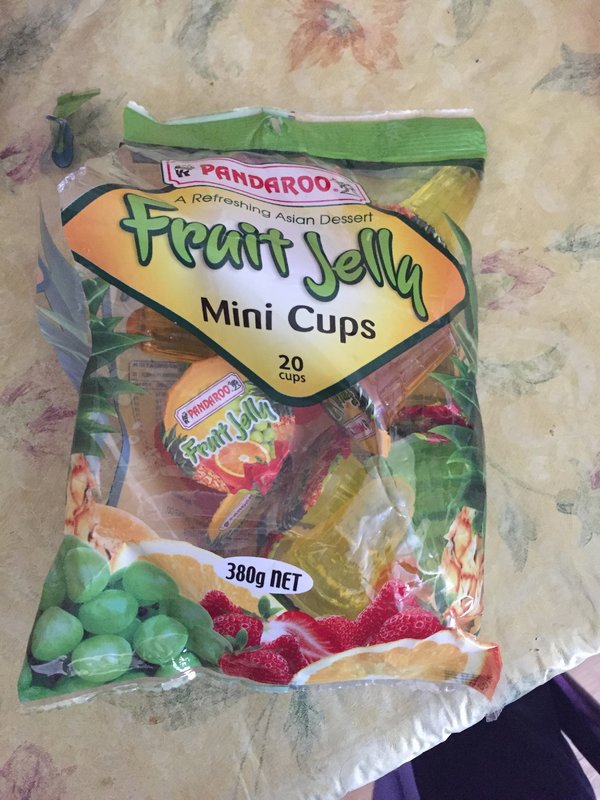 PANDAROO
A Refreshing Asian Dessert
Fruit Jelly
Mini Cups
20
cups
PANDAROO
Fruit Jelly
380g NET